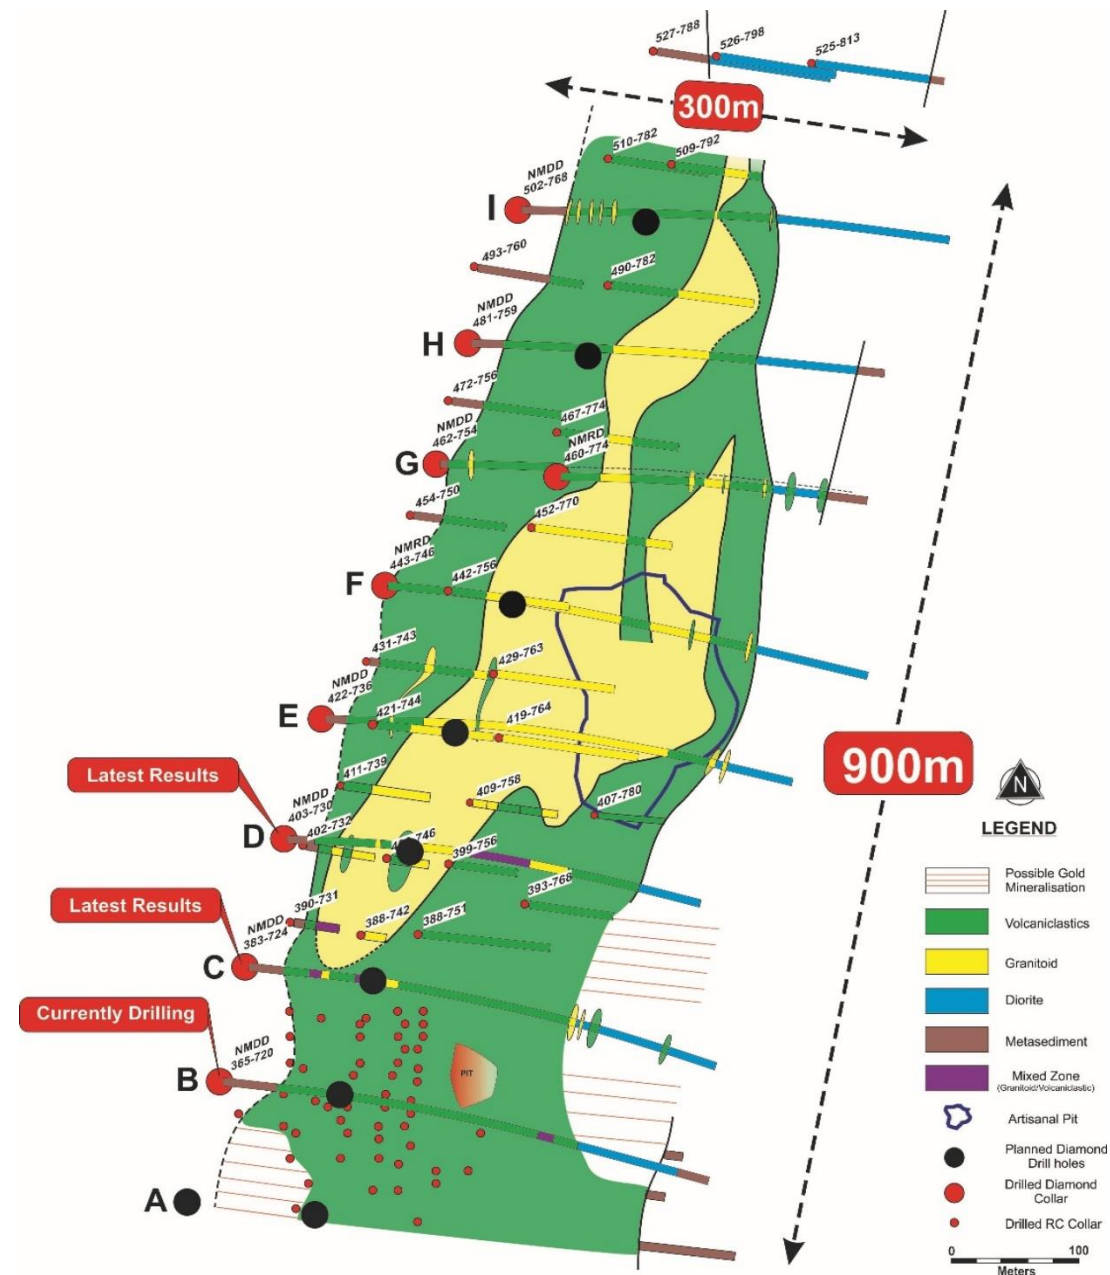 527-788
526-798
525-813
300m
510-782
509-792
NMDD
502-768
I
493-760
490-782
NMDD
481-759
H
472-756
467-774
NMDD
462-754
NMRD
460-774
G
454-750
452-770
NMRD
443-746
442-756
F
431-743
429-763
NMDD
422-736
421-744
419-764
E
900m
N
LEGEND
Latest Results
411-739
409-758
407-780
NMDD
403-730
402-732
746
399-756
D
393-768
Latest Results
390-731
388-742
388-751
NMDD
383-724
C
Currently Drilling
NMDD
365-720
B
PIT
A
Possible Gold
Mineralisation
Volcaniclastics
Granitoid
Diorite
Metasediment
Mixed Zone
(Granitoid/Volcaniclastic)
Artisanal Pit
Planned Diamond
Drill holes
Drilled Diamond
Collar
Drilled RC Collar
0 100
Meters